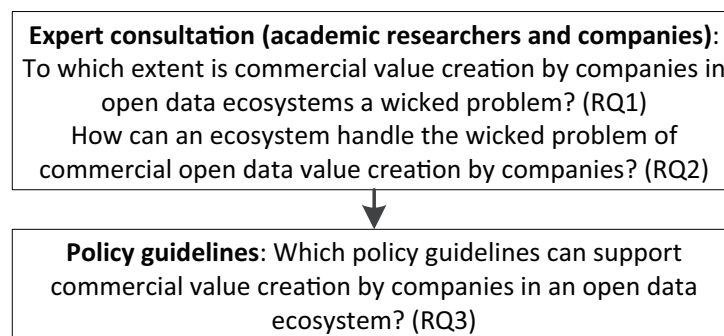 Expert consultation (academic researchers and companies):
To which extent is commercial value creation by companies in
open data ecosystems a wicked problem? (RQ1)
How can an ecosystem handle the wicked problem of
commercial open data value creation by companies? (RQ2)
Policy guidelines: Which policy guidelines can support
commercial value creation by companies in an open data
ecosystem? (RQ3)